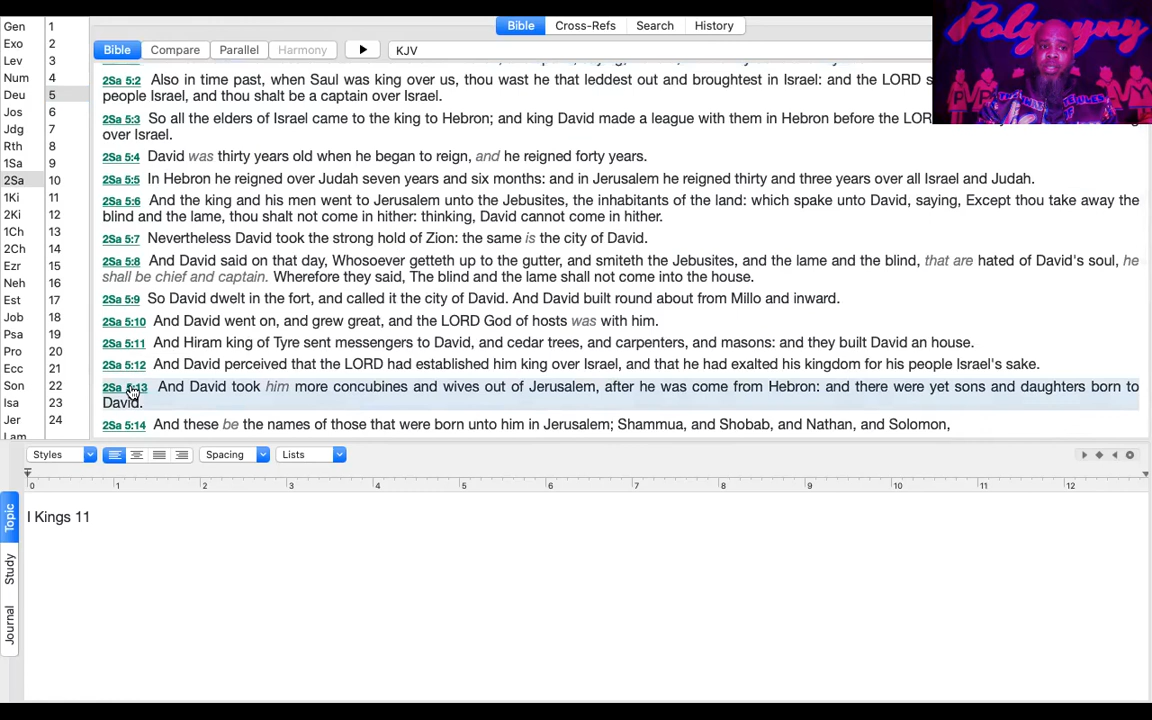 Bible Cross-Refs Search History
Bible Compare Parallel Harmony KJV
Gen 1
Exo 2
Lev 3
Num 4
Deu 5
Jos 6
Jdg 7
Rth 8
1Sa 9
2Sa 10
1Ki 11
2Ki 12
1Ch 13
2Ch 14
Ezr 15
Neh 16
Est 17
Job 18
Psa 19
Pro 20
Ecc 21
Son 22
Isa 23
Jer 24
Lam
2Sa 5:2 Also in time past, when Saul was king over us, thou wast he that leddest out and broughtest in Israel: and the LORD
people Israel, and thou shalt be a captain over Israel.
2Sa 5:3 So all the elders of Israel came to the king to Hebron; and king David made a league with them in Hebron before the LOR
over Israel.
2Sa 5:4 David was thirty years old when he began to reign, and he reigned forty years.
2Sa 5:5 In Hebron he reigned over Judah seven years and six months: and in Jerusalem he reigned thirty and three years over all Israel and Judah.
2Sa 5:6 And the king and his men went to Jerusalem unto the Jebusites, the inhabitants of the land: which spake unto David, saying, Except thou take away the
blind and the lame, thou shalt not come in hither: thinking, David cannot come in hither.
2Sa 5:7 Nevertheless David took the strong hold of Zion: the same is the city of David.
2Sa 5:8 And David said on that day, Whosoever getteth up to the gutter, and smiteth the Jebusites, and the lame and the blind, that are hated of David's soul, he
shall be chief and captain. Wherefore they said, The blind and the lame shall not come into the house.
2Sa 5:9 So David dwelt in the fort, and called it the city of David. And David built round about from Millo and inward.
2Sa 5:10 And David went on, and grew great, and the LORD God of hosts was with him.
2Sa 5:11 And Hiram king of Tyre sent messengers to David, and cedar trees, and carpenters, and masons: and they built David an house.
2Sa 5:12 And David perceived that the LORD had established him king over Israel, and that he had exalted his kingdom for his people Israel's sake.
2Sa 5:13 And David took him more concubines and wives out of Jerusalem, after he was come from Hebron: and there were yet sons and daughters born to
David.
2Sa 5:14 And these be the names of those that were born unto him in Jerusalem; Shammua, and Shobab, and Nathan, and Solomon,
Polygyny
Styles Spacing Lists
0 1 2 3 4 5 6 7 8 9 10 11 12
Topic
Study
Journal
I Kings 11